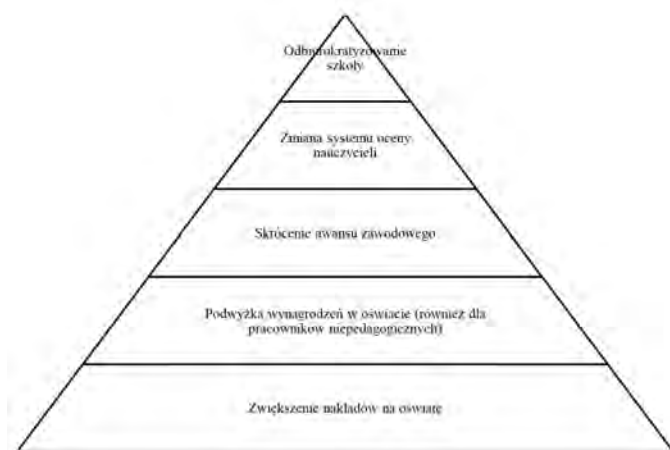 Odbiurokratyzowanie
szkoły
Zmiana systemu oceny
nauczycieli
Skrócenie awansu zawodowego
Podwyżka wynagrodzeń w oświacie (również dla
pracowników niepedagogicznych)
Zwiększenie nakładów na oświatę